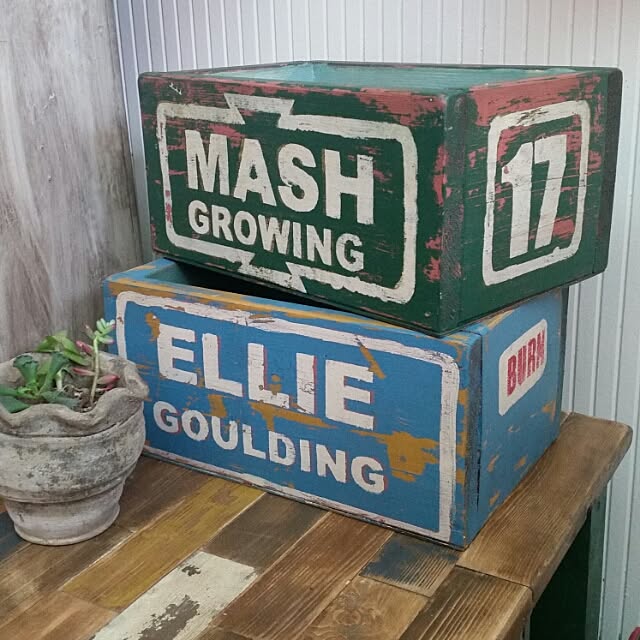 MASH
GROWING
17
ELLIE
GOULDING
BURN